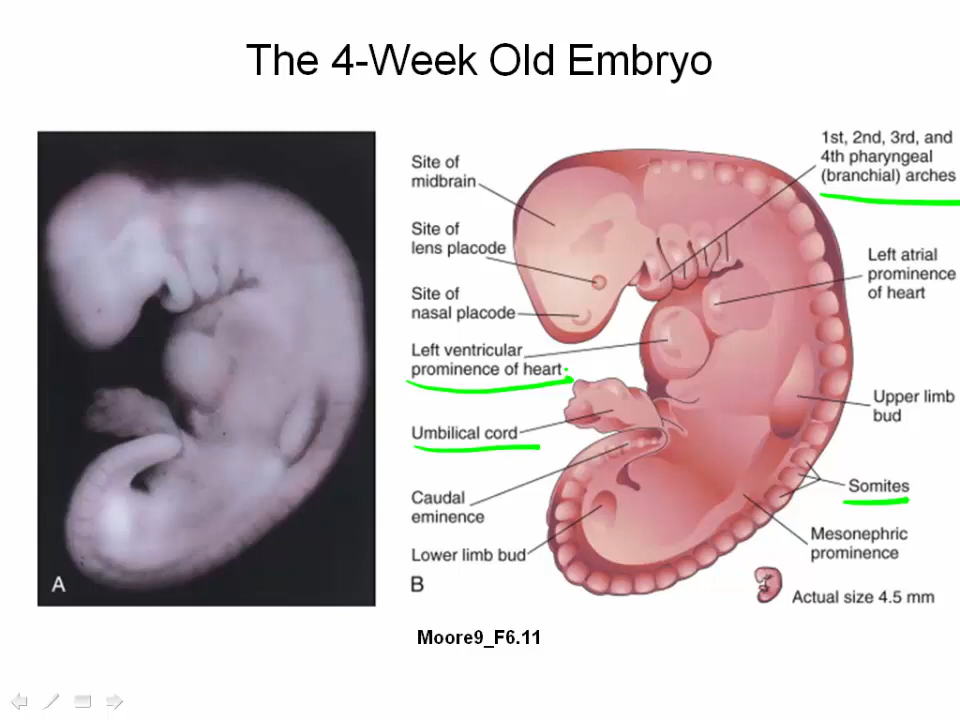 The 4-Week Old Embryo
Site of
midbrain
Site of
lens placode
Site of
nasal placode
Left ventricular
prominence of heart
Umbilical cord
Caudal
eminence
Lower limb bud
1st, 2nd, 3rd, and
4th pharyngeal
(branchial) arches
Left atrial
prominence
of heart
Upper limb
bud
Somites
Mesonephric
prominence
Actual size 4.5 mm
A
B
Moore9_F6.11